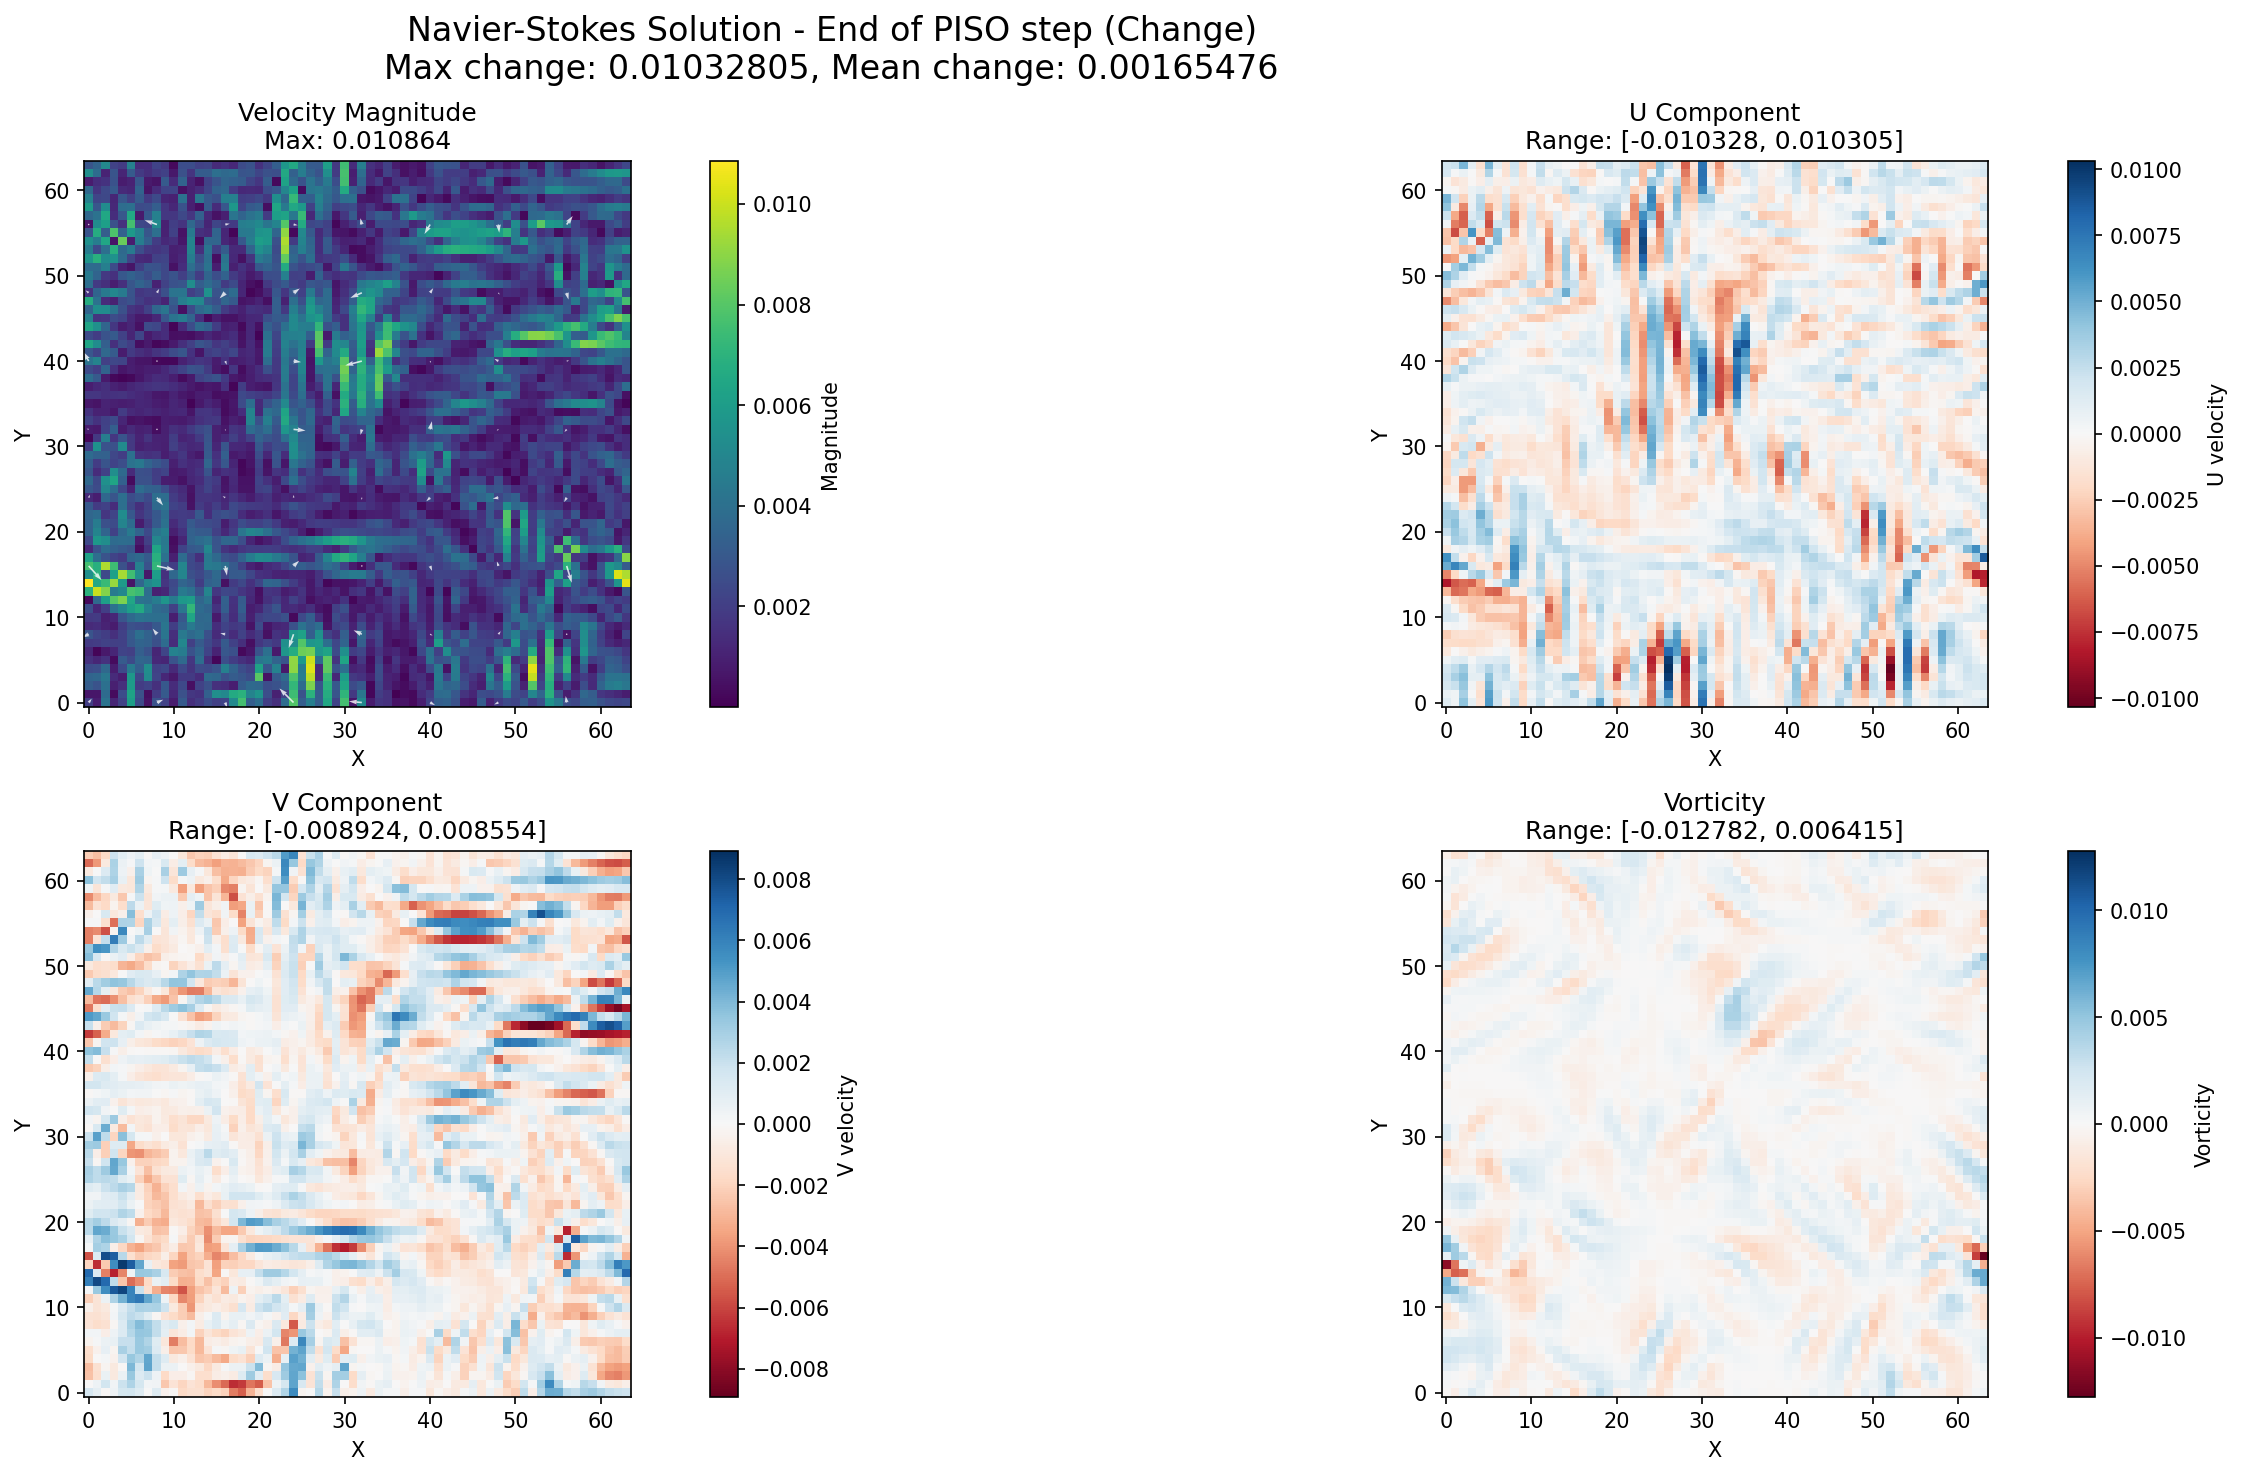 Navier-Stokes Solution - End of PISO step (Change)
Max change: 0.01032805, Mean change: 0.00165476
Velocity Magnitude
Max: 0.010864
60
50
40
30
20
10
0
Y
0 10 20 30 40 50 60
X
0.010
0.008
0.006
0.004
0.002
Magnitude
U Component
Range: [-0.010328, 0.010305]
60
50
40
30
20
10
0
Y
0 10 20 30 40 50 60
X
0.0100
0.0075
0.0050
0.0025
0.0000
−0.0025
−0.0050
−0.0075
−0.0100
U velocity
V Component
Range: [-0.008924, 0.008554]
60
50
40
30
20
10
0
Y
0 10 20 30 40 50 60
X
0.008
0.006
0.004
0.002
0.000
−0.002
−0.004
−0.006
−0.008
V velocity
Vorticity
Range: [-0.012782, 0.006415]
60
50
40
30
20
10
0
Y
0 10 20 30 40 50 60
X
0.010
0.005
0.000
−0.005
−0.010
Vorticity